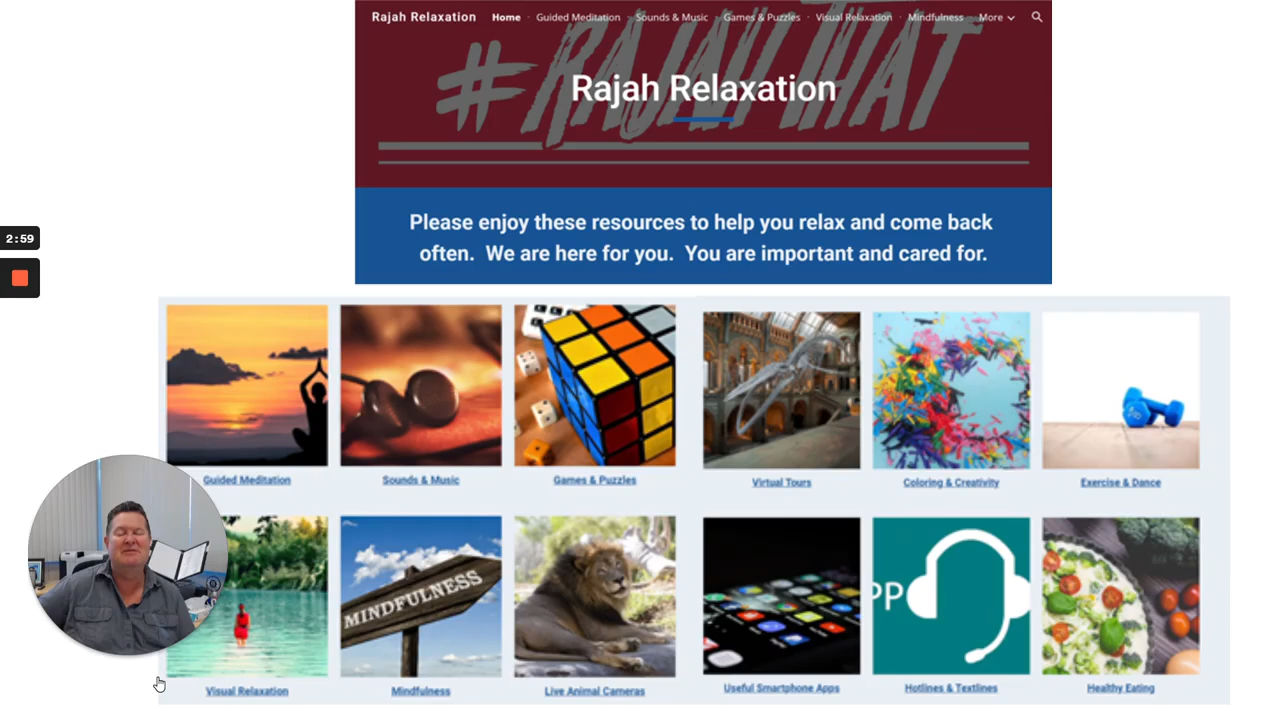 Rajah Relaxation Home Guided Meditation Sounds & Music Games & Puzzles Visual Relaxation Mindfulness More
Rajah Relaxation
Please enjoy these resources to help you relax and come back
often. We are here for you. You are important and cared for.
2:59
Guided Meditation Sounds & Music Games & Puzzles Virtual Tours Coloring & Creativity Exercise & Dance
MINDFULNESS
PP
Visual Relaxation Mindfulness Live Animal Cameras Useful Smartphone Apps Hotlines & Textlines Healthy Eating